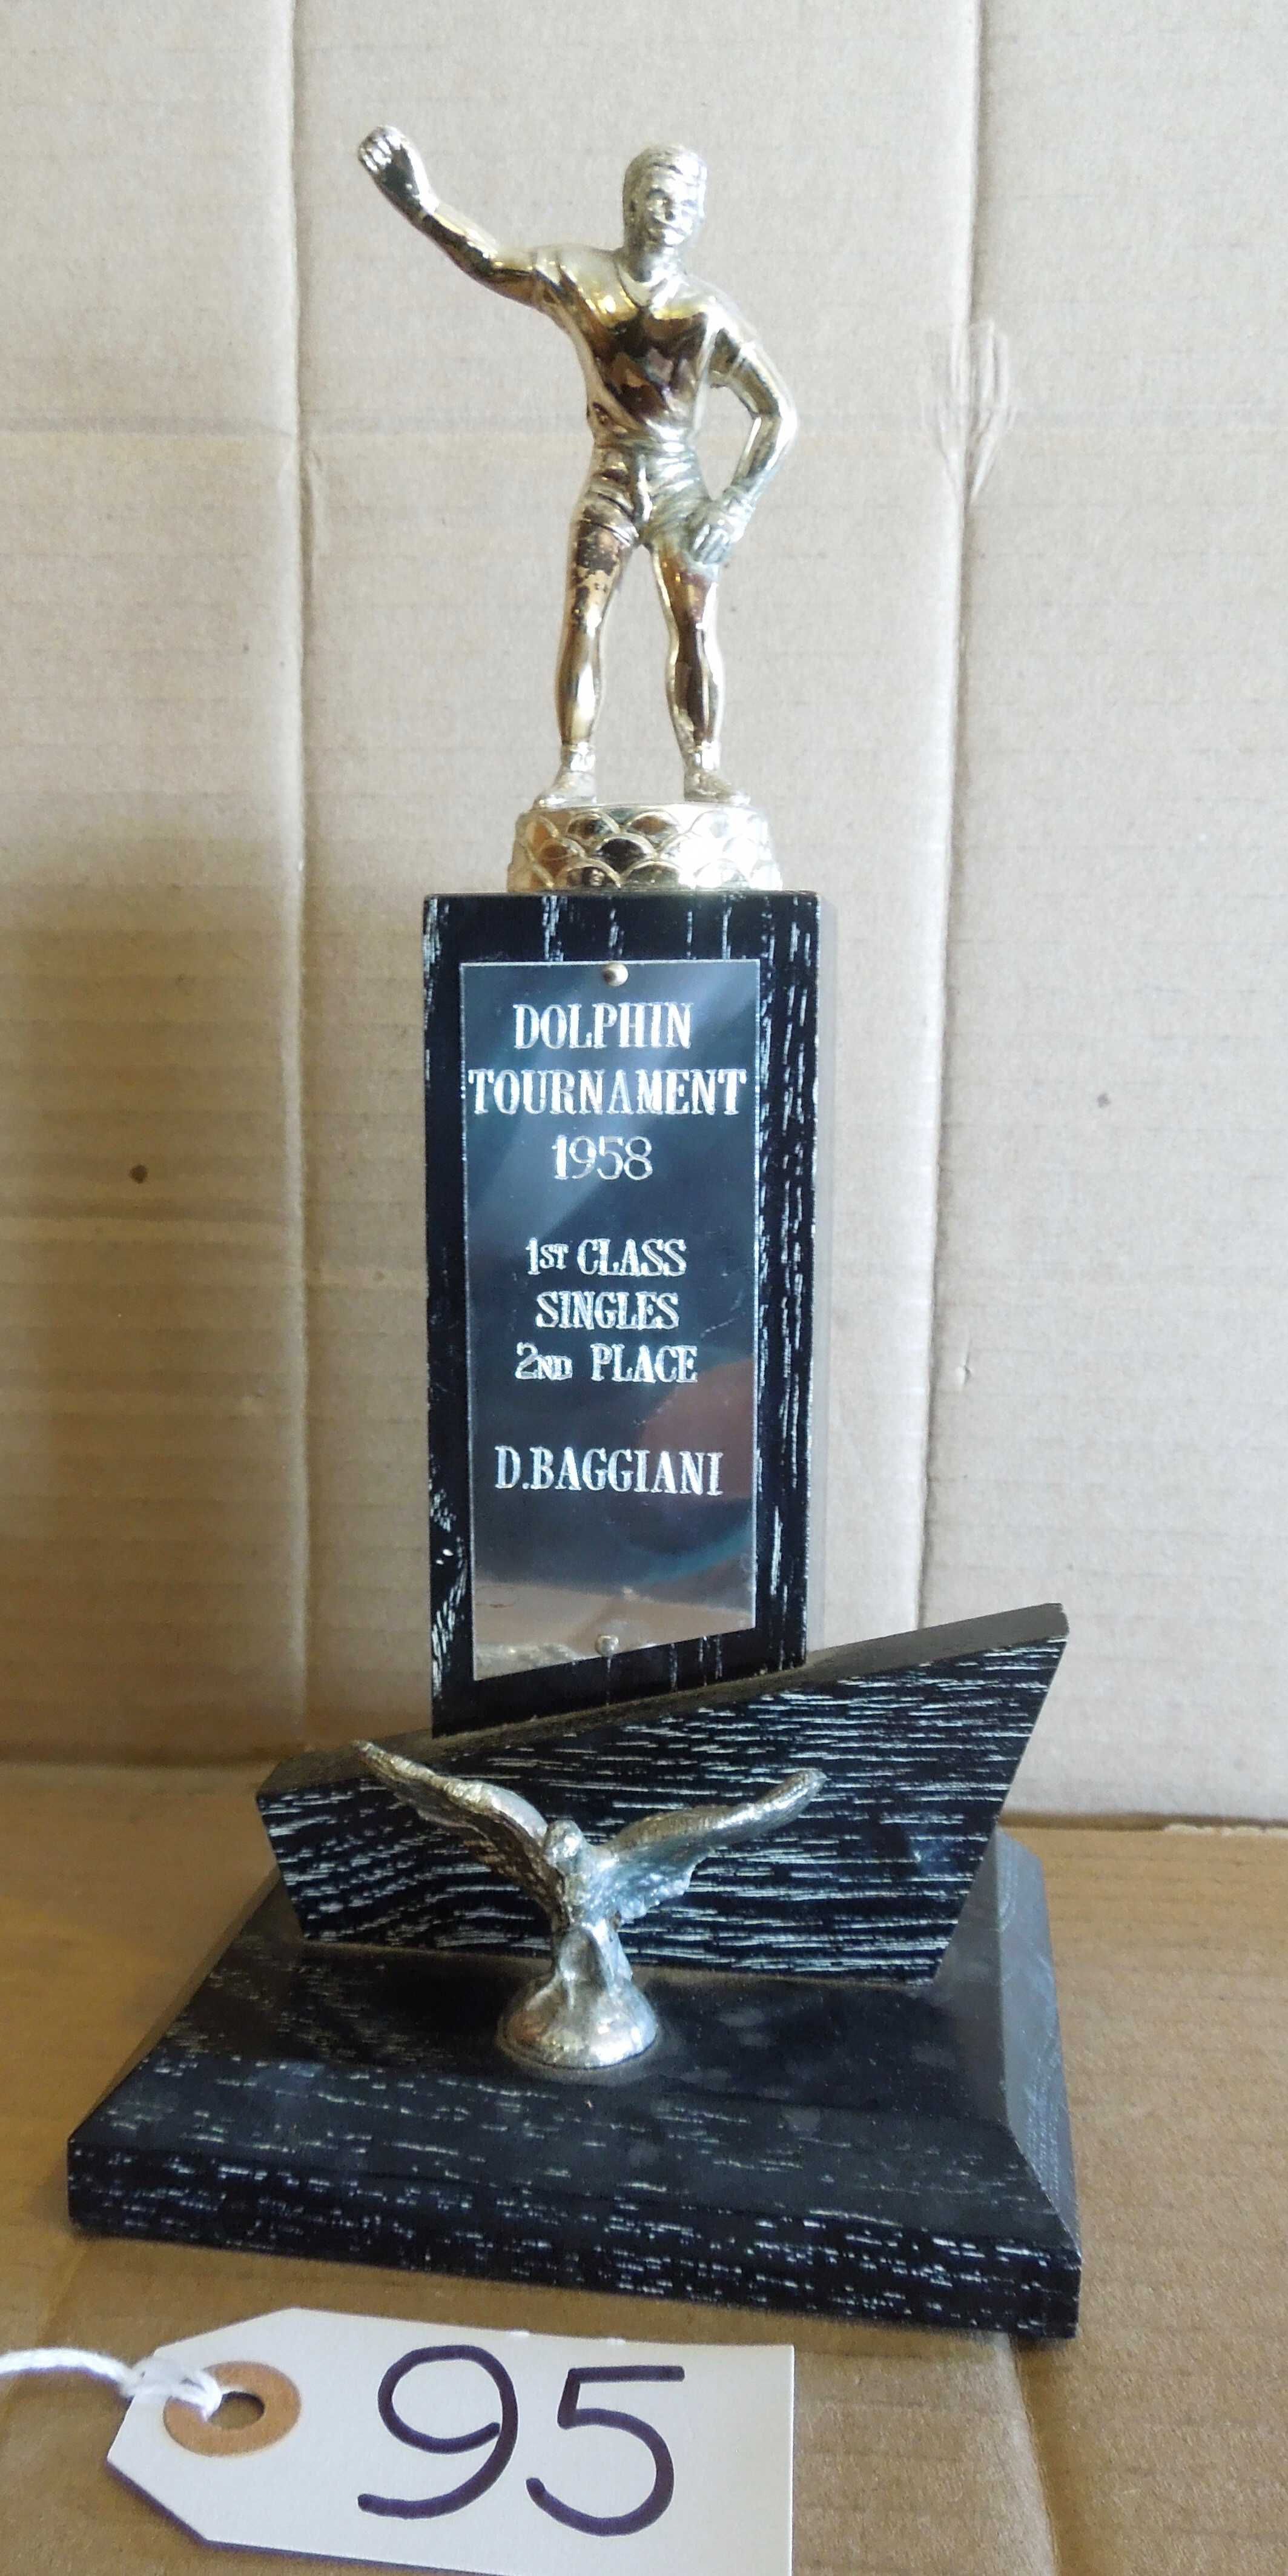 DOLPHIN
TOURNAMENT
1958
1ST CLASS
SINGLES
2ND PLACE
D.BAGGIANI
95